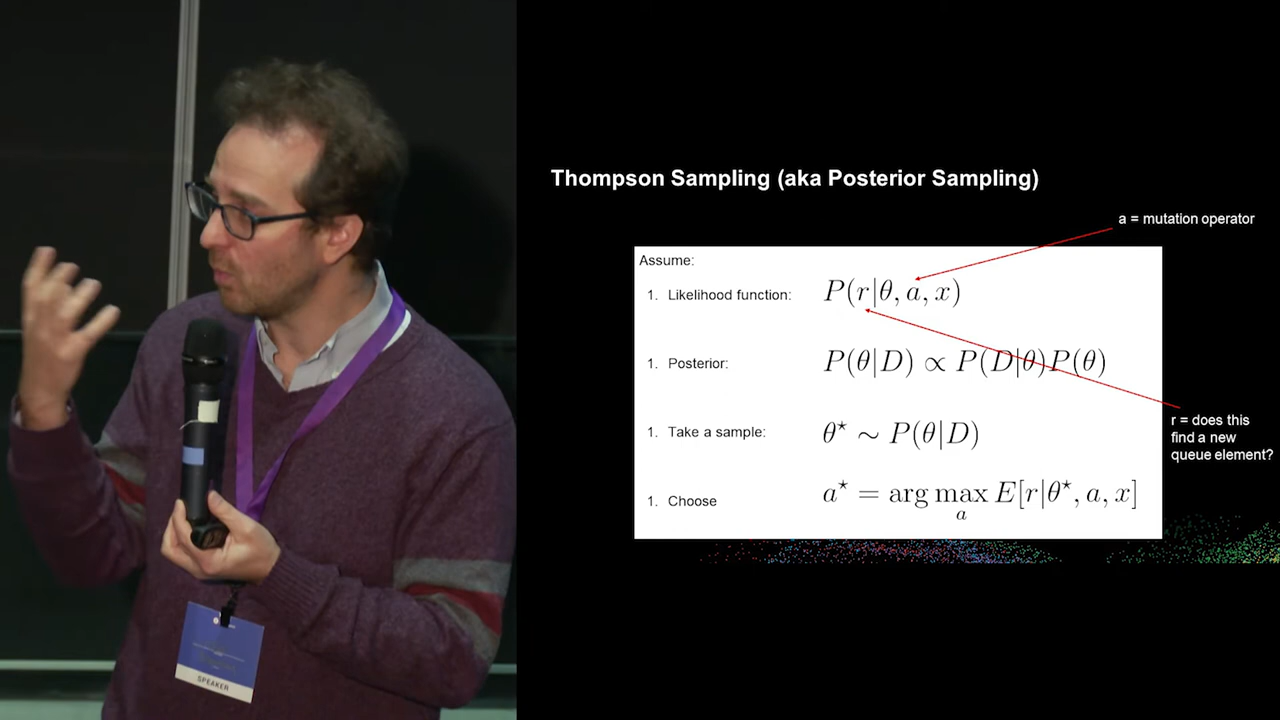 Thompson Sampling (aka Posterior Sampling)
a = mutation operator
Assume:
1. Likelihood function: P(r|θ, a, x)
1. Posterior: P(θ|D) ∝ P(D|θ)P(θ)
1. Take a sample: θ⋆ ∼ P(θ|D)
1. Choose a⋆ = arg max E[r|θ⋆, a, x]
a
r = does this
find a new
queue element?
SPEAKER